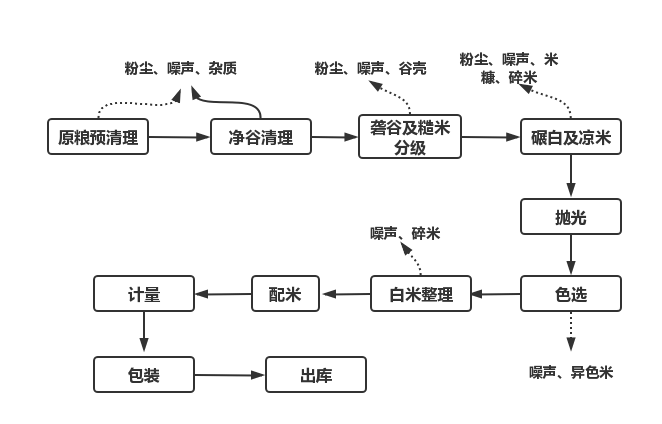 粉尘、噪声、杂质
粉尘、噪声、谷壳
粉尘、噪声、米
糠、碎米
原粮预清理
净谷清理
砻谷及糙米
分级
碾白及凉米
抛光
噪声、碎米
计量
配米
白米整理
色选
包装
出库
噪声、异色米